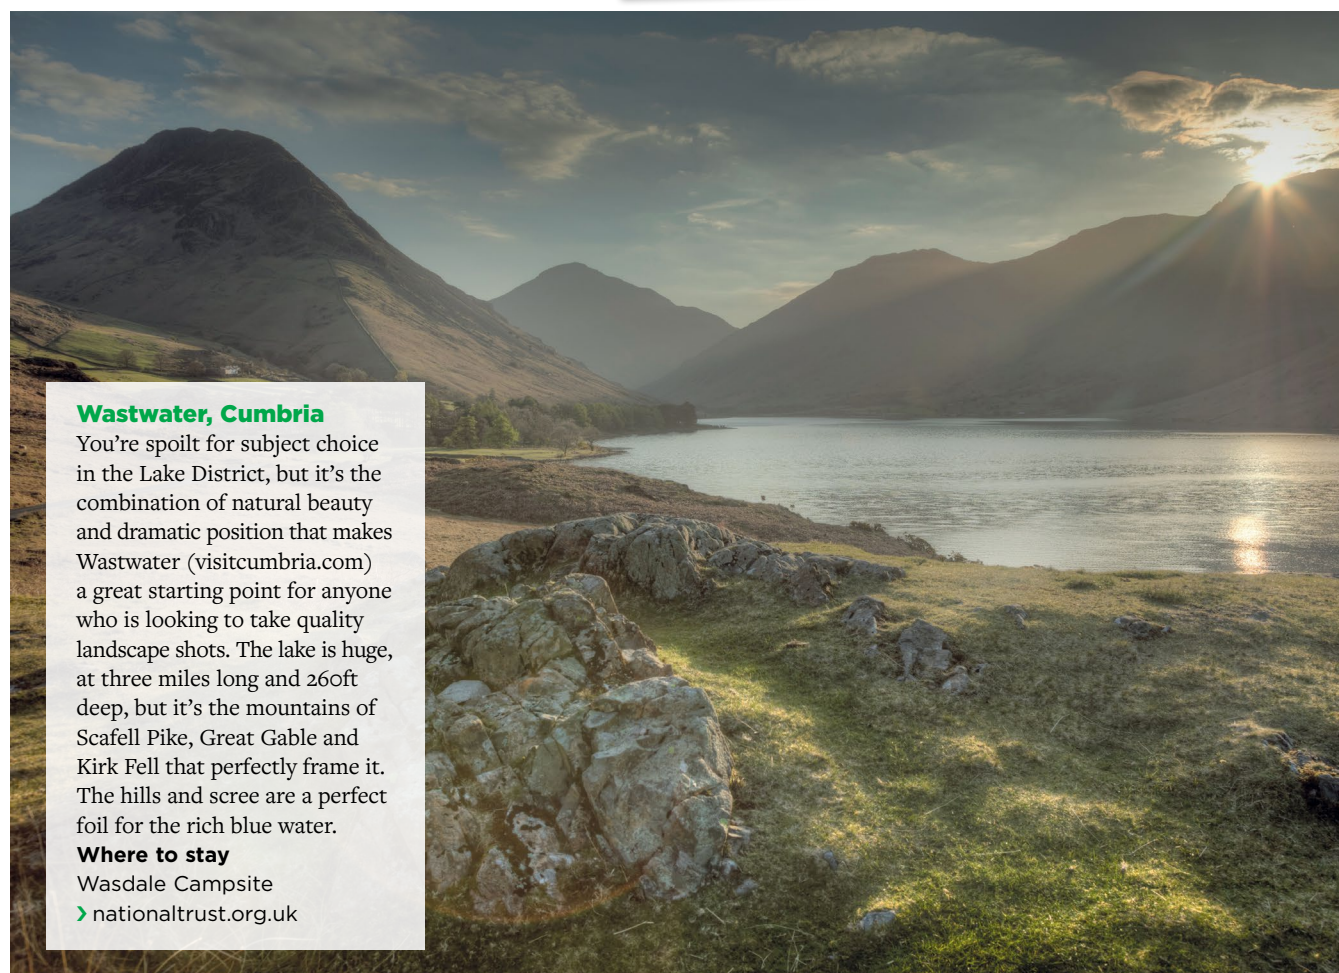 Wastwater, Cumbria
You’re spoilt for subject choice
in the Lake District, but it’s the
combination of natural beauty
and dramatic position that makes
Wastwater (visitcumbria.com)
a great starting point for anyone
who is looking to take quality
landscape shots. The lake is huge,
at three miles long and 260ft
deep, but it’s the mountains of
Scafell Pike, Great Gable and
Kirk Fell that perfectly frame it.
The hills and scree are a perfect
foil for the rich blue water.
Where to stay
Wasdale Campsite
❯ nationaltrust.org.uk